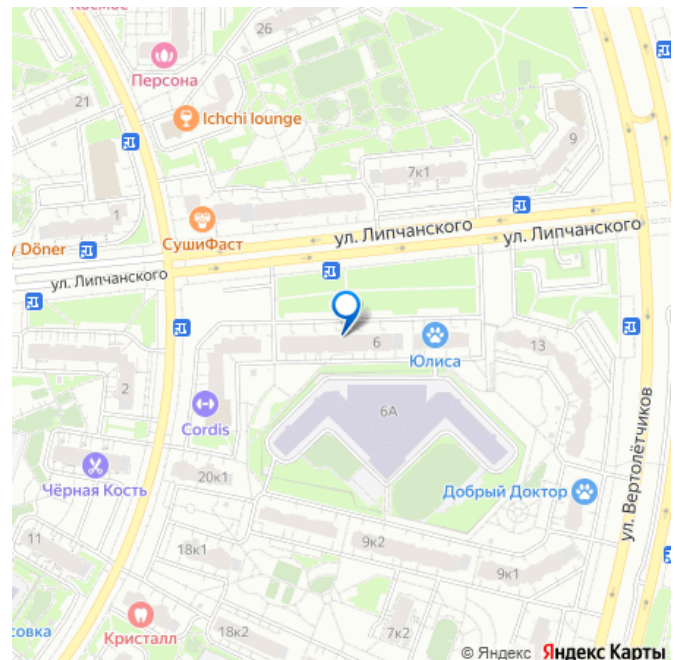 Космос
26
Персона
21
Ichchi lounge
9
7к1
1
СушиФаст
ул. Липчанского
ул. Липчанского
y Döner
ул. Липчанского
6
Юлиса
13
2
6А
Cordis
ул. Вертолётчиков
20к1
Чёрная Кость
Добрый Доктор
11
18к1
9к2
9к1
Кристалл
совка
18к2
7к2
© Яндекс Яндекс Карты